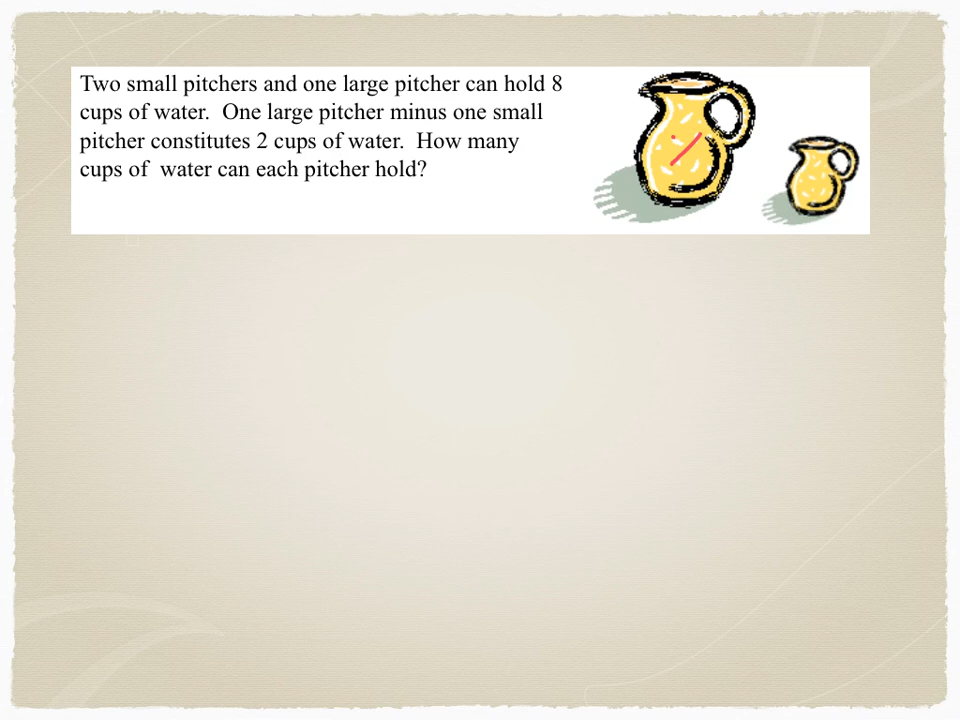 Two small pitchers and one large pitcher can hold 8
cups of water.  One large pitcher minus one small
pitcher constitutes 2 cups of water.  How many
cups of  water can each pitcher hold?